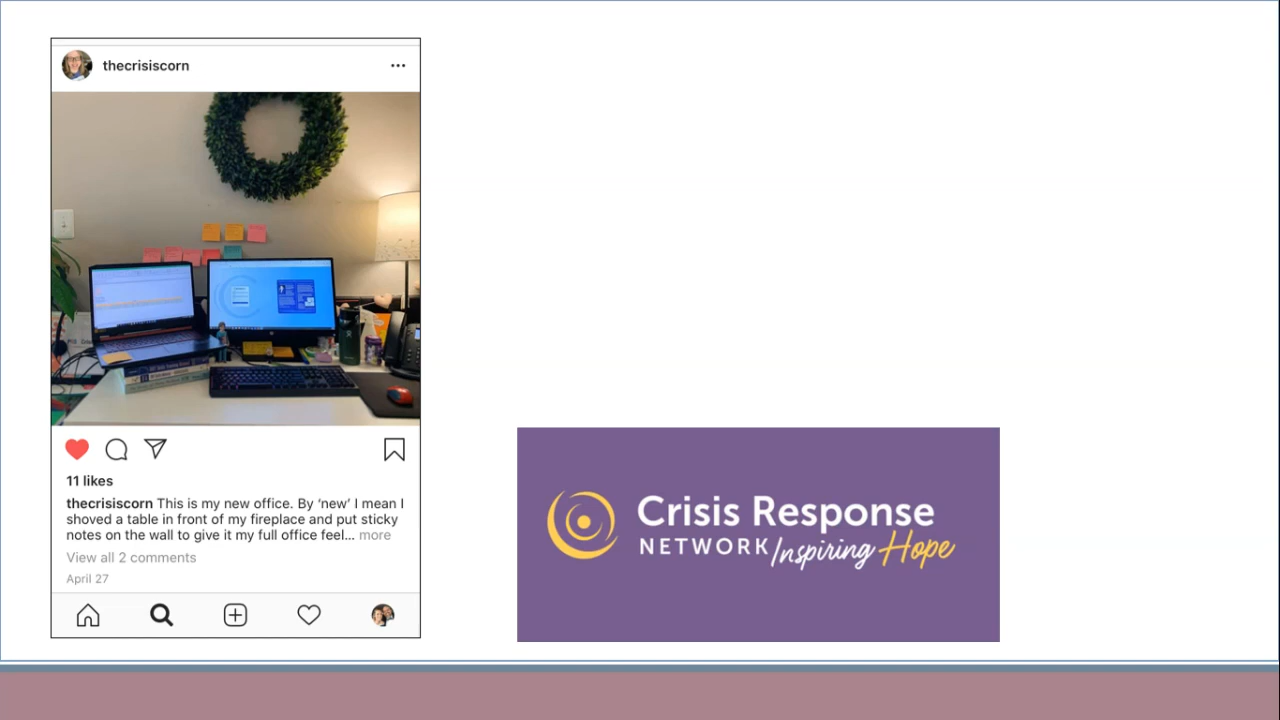 thecrisiscorn
11 likes
thecrisiscorn This is my new office. By ‘new’ I mean I
shoved a table in front of my fireplace and put sticky
notes on the wall to give it my full office feel... more
View all 2 comments
April 27
Crisis Response
NETWORK Inspiring Hope